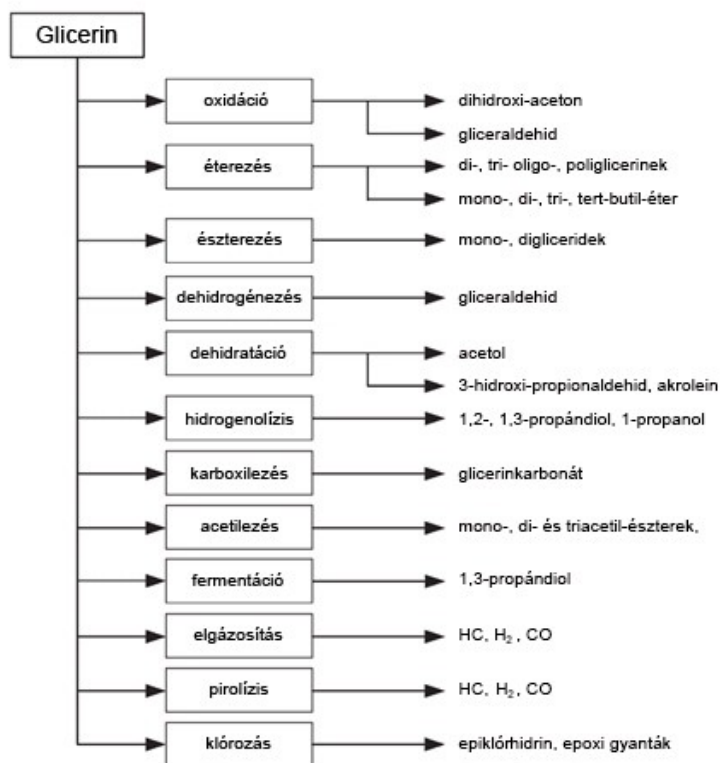 Glicerin
oxidáció
dihidroxi-aceton
gliceraldehid
éterezés
di-, tri- oligo-, poliglicerinek
mono-, di-, tri-, tert-butil-éter
észterezés
mono-, digliceridek
dehidrogénezés
gliceraldehid
dehidratáció
acetol
3-hidroxi-propionaldehid, akrolein
hidrogenolízis
1,2-, 1,3-propándiol, 1-propanol
karboxilezés
glicerinkarbonát
acetilezés
mono-, di- és triacetil-észterek,
fermentáció
1,3-propándiol
elgázosítás
HC, H₂ , CO
pirolízis
HC, H₂ , CO
klórozás
epiklórhidrin, epoxi gyanták